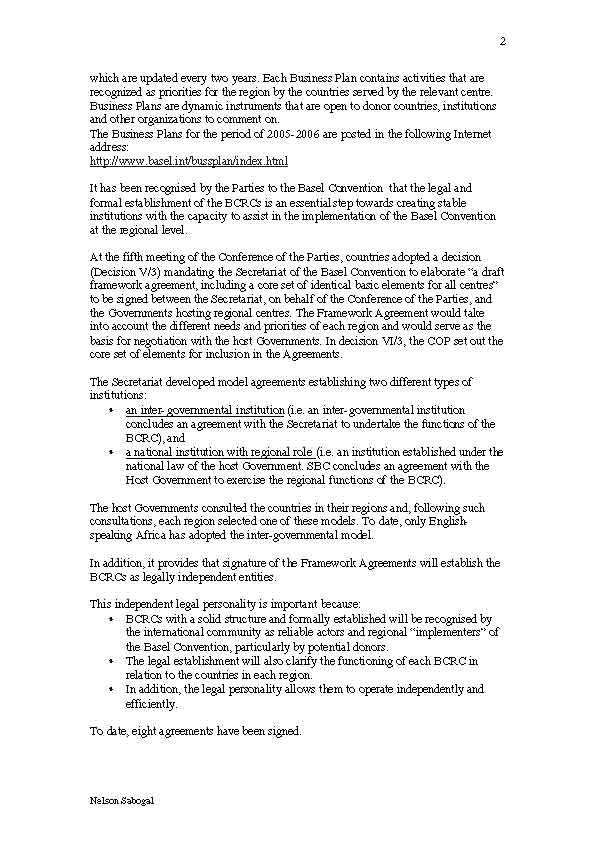 2
which are updated every two years. Each Business Plan contains activities that are
recognized as priorities for the region by the countries served by the relevant centre.
Business Plans are dynamic instruments that are open to donor countries, institutions
and other organizations to comment on.
The Business Plans for the period of 2005-2006 are posted in the following Internet
address:
http://www.basel.int/bussplan/index.html
It has been recognised by the Parties to the Basel Convention that the legal and
formal establishment of the BCRCs is an essential step towards creating stable
institutions with the capacity to assist in the implementation of the Basel Convention
at the regional level.
At the fifth meeting of the Conference of the Parties, countries adopted a decision
(Decision V/3) mandating the Secretariat of the Basel Convention to elaborate “a draft
framework agreement, including a core set of identical basic elements for all centres”
to be signed between the Secretariat, on behalf of the Conference of the Parties, and
the Governments hosting regional centres. The Framework Agreement would take
into account the different needs and priorities of each region and would serve as the
basis for negotiation with the host Governments. In decision VI/3, the COP set out the
core set of elements for inclusion in the Agreements.
The Secretariat developed model agreements establishing two different types of
institutions:
• an inter-governmental institution (i.e. an inter-governmental institution
concludes an agreement with the Secretariat to undertake the functions of the
BCRC), and
• a national institution with regional role (i.e. an institution established under the
national law of the host Government. SBC concludes an agreement with the
Host Government to exercise the regional functions of the BCRC).
The host Governments consulted the countries in their regions and, following such
consultations, each region selected one of these models. To date, only English-
speaking Africa has adopted the inter-governmental model.
In addition, it provides that signature of the Framework Agreements will establish the
BCRCs as legally independent entities.
This independent legal personality is important because:
• BCRCs with a solid structure and formally established will be recognised by
the international community as reliable actors and regional “implementers” of
the Basel Convention, particularly by potential donors.
• The legal establishment will also clarify the functioning of each BCRC in
relation to the countries in each region.
• In addition, the legal personality allows them to operate independently and
efficiently.
To date, eight agreements have been signed.
Nelson Sabogal